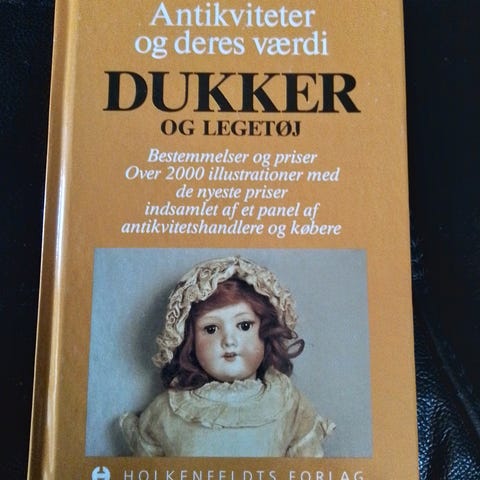 Antikviteter
og deres værdi
DUKKER
OG LEGETØJ
Bestemmelser og priser
Over 2000 illustrationer med
de nyeste priser
indsamlet af et panel af
antikvitetshandlere og købere
HOLKENFELDTS FORLAG